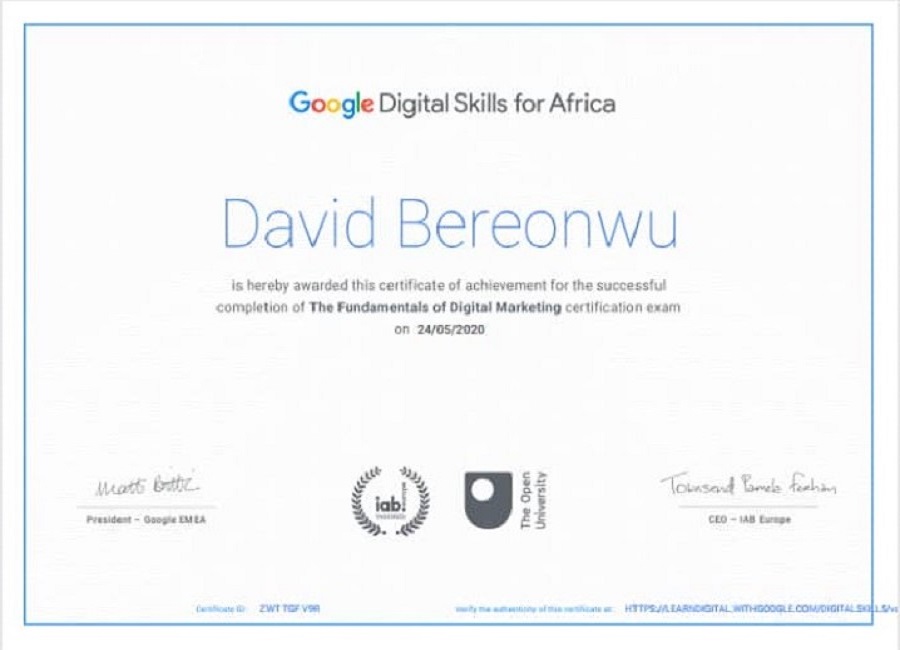 Google Digital Skills for Africa
David Bereonwu
is hereby awarded this certificate of achievement for the successful
completion of The Fundamentals of Digital Marketing certification exam
on 24/05/2020
Matt Brittin
President – Google EMEA
iab:
europe
The Open
University
Townsend
CEO – IAB Europe
Certificate ID: ZWT TGF V9R
Verify the authenticity of this certificate at: HTTPS://LEARNDIGITAL.WITHGOOGLE.COM/DIGITALSKILLS/